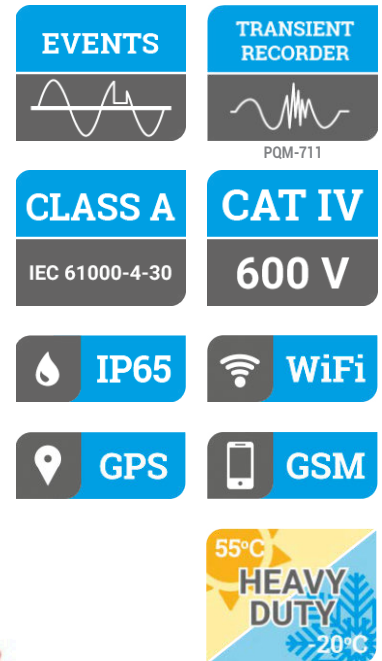 EVENTS
TRANSIENT
RECORDER
PQM-711
CLASS A
IEC 61000-4-30
CAT IV
600 V
IP65
WiFi
GPS
GSM
55°C
HEAVY
DUTY
-20°C